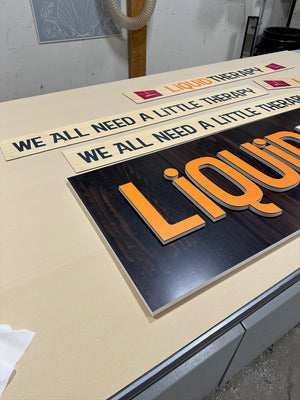 LIQUID THERAPY
WE ALL NEED A LITTLE THERAPY
WE ALL NEED A LITTLE THERAPY
LIQUID